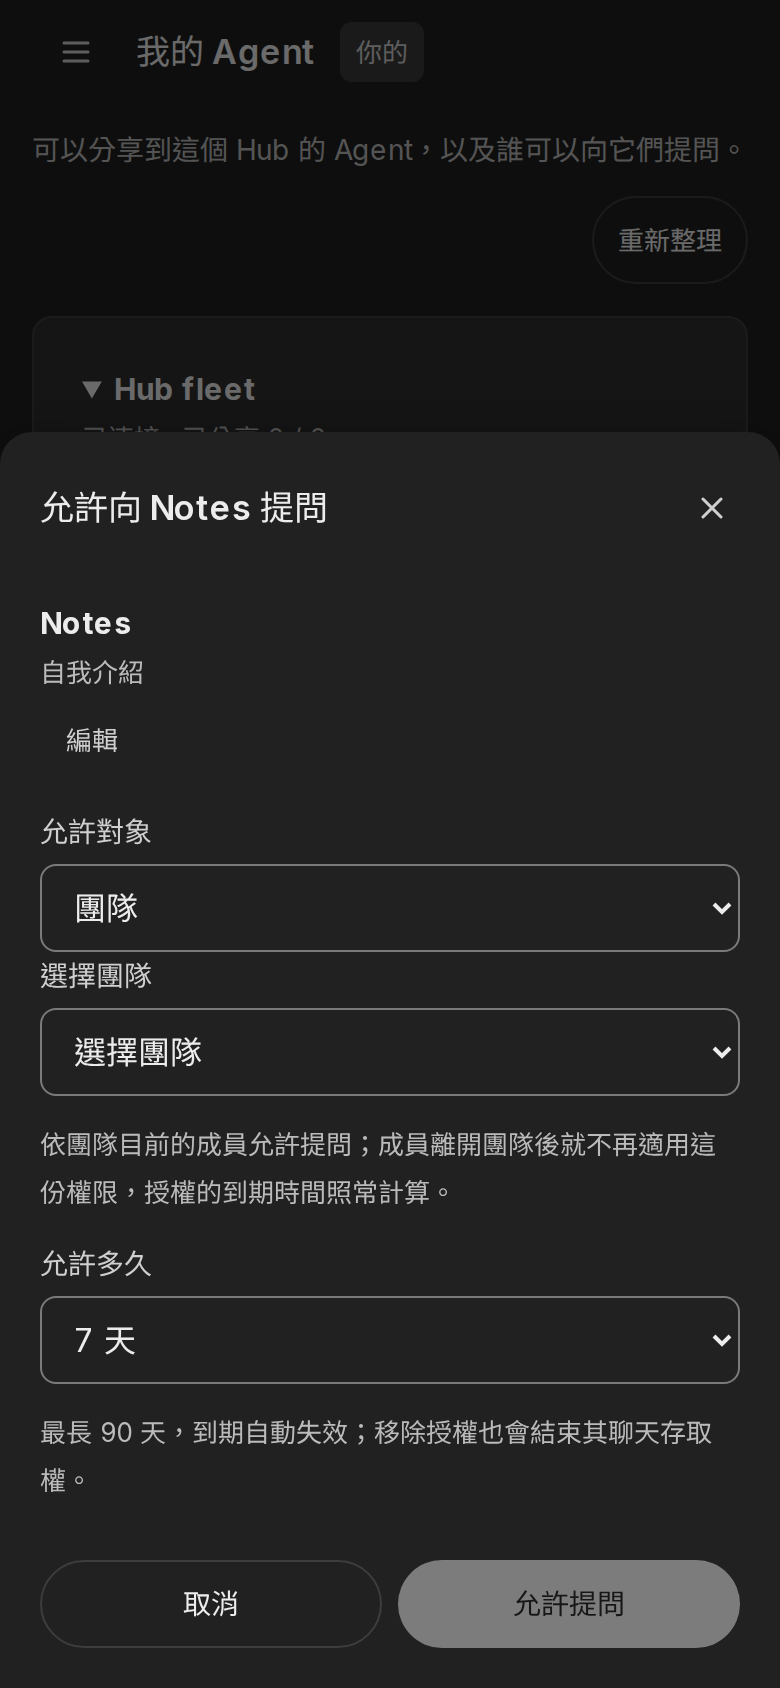 我的 Agent
你的
可以分享到這個 Hub 的 Agent，以及誰可以向它們提問。
重新整理
▼ Hub fleet
允許向 Notes 提問
Notes
自我介紹
編輯
允許對象
團隊
選擇團隊
選擇團隊
依團隊目前的成員允許提問；成員離開團隊後就不再適用這
份權限，授權的到期時間照常計算。
允許多久
7 天
最長 90 天，到期自動失效；移除授權也會結束其聊天存取
權。
取消
允許提問